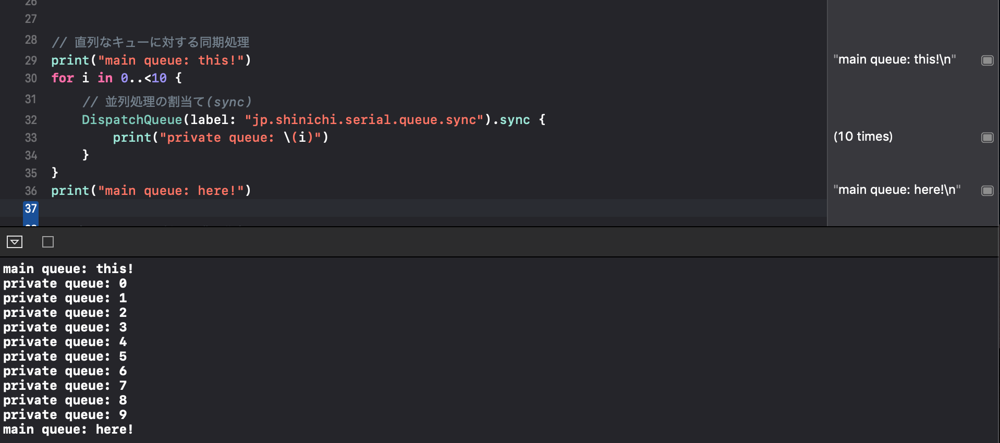 26
27
28 // 直列なキューに対する同期処理
29 print("main queue: this!")
"main queue: this!\n"
30 for i in 0..<10 {
31 // 並列処理の割当て(sync)
32 DispatchQueue(label: "jp.shinichi.serial.queue.sync").sync {
33 print("private queue: \(i)")
(10 times)
34 }
35 }
36 print("main queue: here!")
"main queue: here!\n"
37
main queue: this!
private queue: 0
private queue: 1
private queue: 2
private queue: 3
private queue: 4
private queue: 5
private queue: 6
private queue: 7
private queue: 8
private queue: 9
main queue: here!